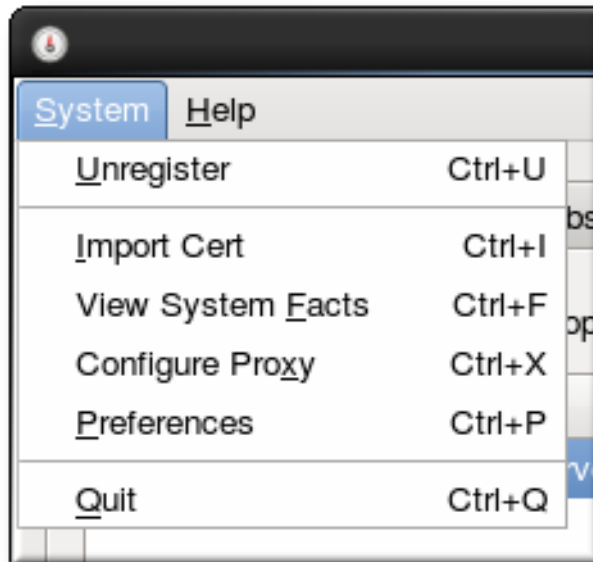 System Help
Unregister Ctrl+U
Import Cert Ctrl+I
View System Facts Ctrl+F
Configure Proxy Ctrl+X
Preferences Ctrl+P
Quit Ctrl+Q